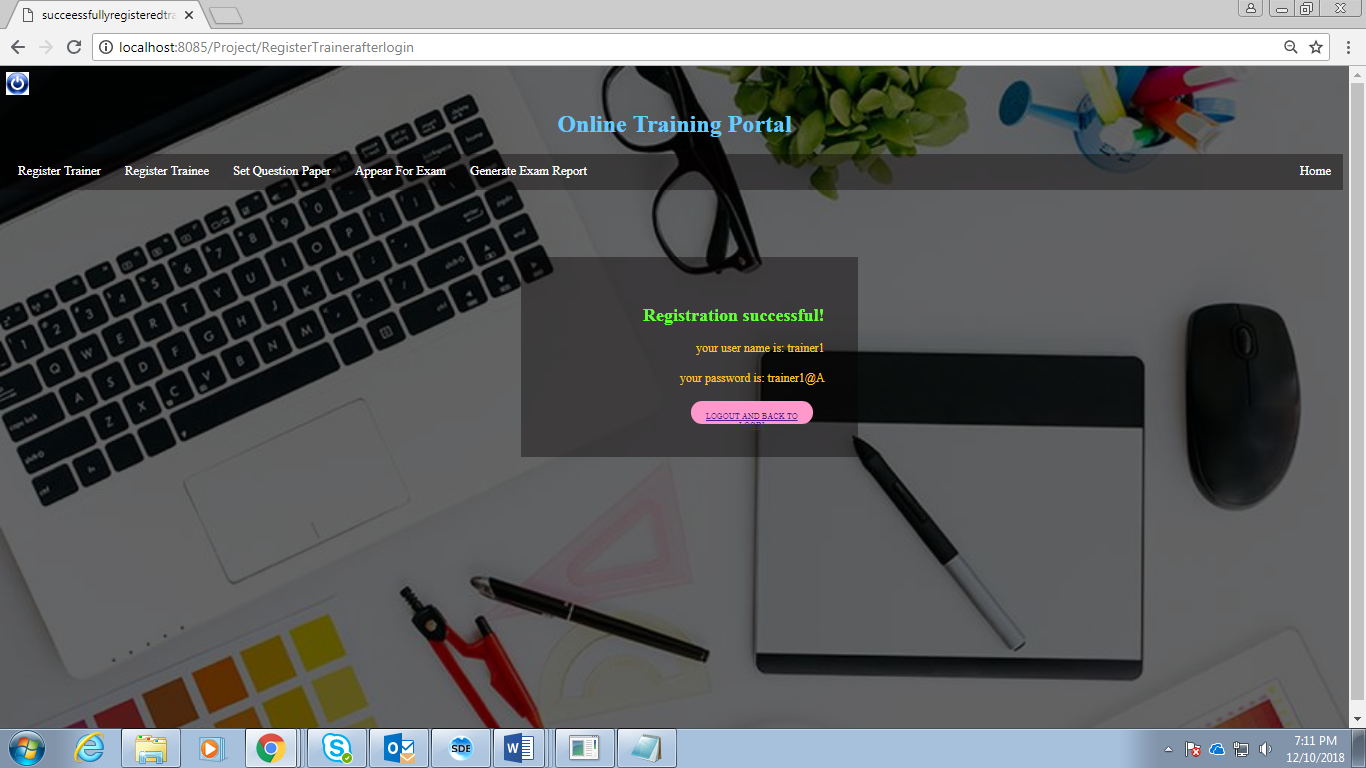 succeessfullyregisteredtra
localhost:8085/Project/RegisterTrainerafterlogin
Online Training Portal
Register Trainer Register Trainee Set Question Paper Appear For Exam Generate Exam Report Home
Registration successful!
your user name is: trainer1
your password is: trainer1@A
LOGOUT AND BACK TO
SDE
7:11 PM
12/10/2018